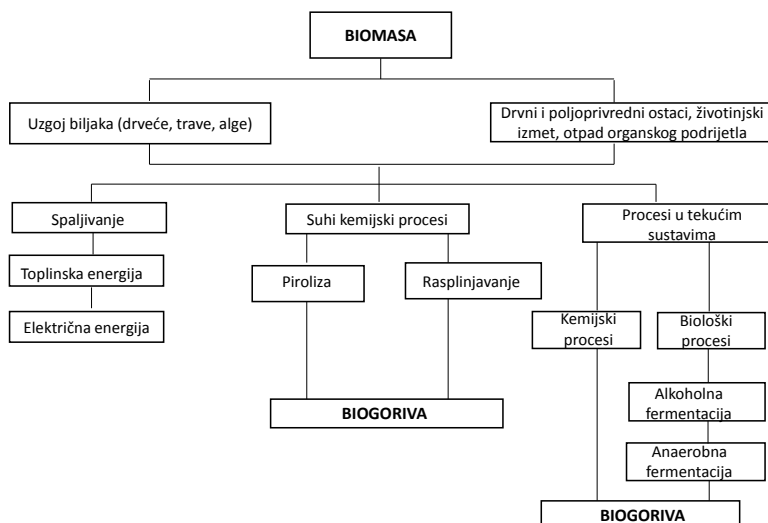 BIOMASA
Uzgoj biljaka (drveće, trave, alge)
Drvni i poljoprivredni ostaci, životinjski
izmet, otpad organskog podrijetla
Spaljivanje
Suhi kemijski procesi
Procesi u tekućim
sustavima
Toplinska energija
Piroliza
Rasplinjavanje
Električna energija
Kemijski
procesi
Biološki
procesi
Alkoholna
fermentacija
BIOGORIVA
Anaerobna
fermentacija
BIOGORIVA